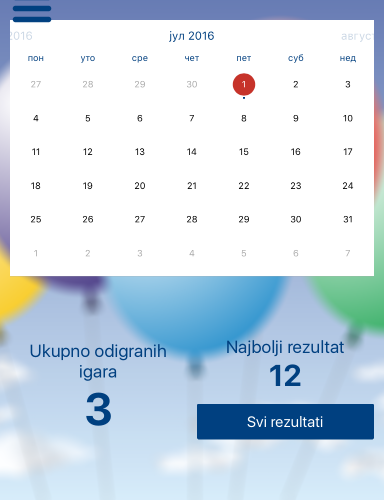 2016 јул 2016 август
пон уто сре чет пет суб нед
27 28 29 30 1 2 3
4 5 6 7 8 9 10
11 12 13 14 15 16 17
18 19 20 21 22 23 24
25 26 27 28 29 30 31
1 2 3 4 5 6 7
Ukupno odigranih
igara
3
Najbolji rezultat
12
Svi rezultati